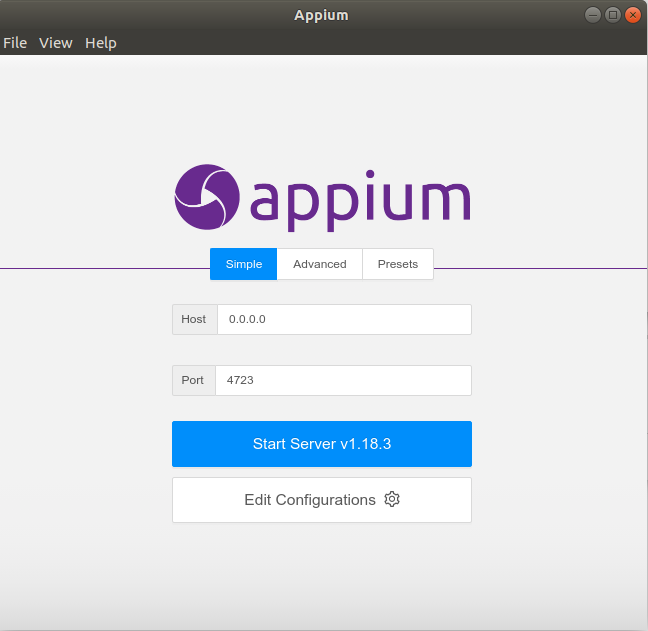 Appium
File View Help
appium
Simple Advanced Presets
Host 0.0.0.0
Port 4723
Start Server v1.18.3
Edit Configurations